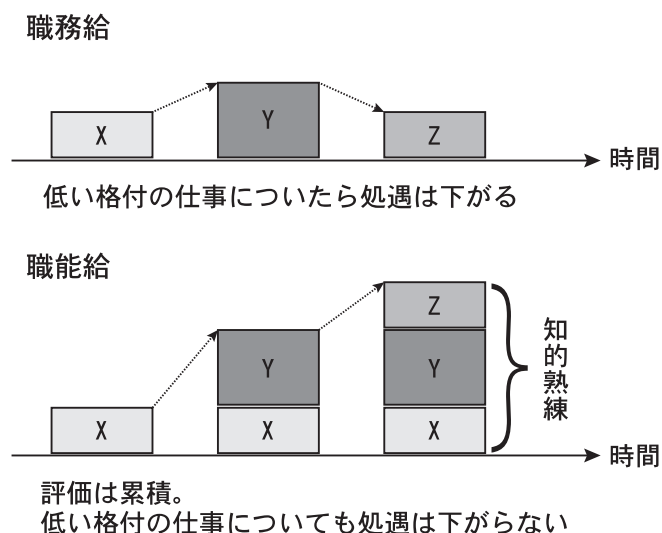 職務給
X
Y
Z
時間
低い格付の仕事についたら処遇は下がる
職能給
Z
Y
Y
X
X
X
知的熟練
時間
評価は累積。
低い格付の仕事についても処遇は下がらない